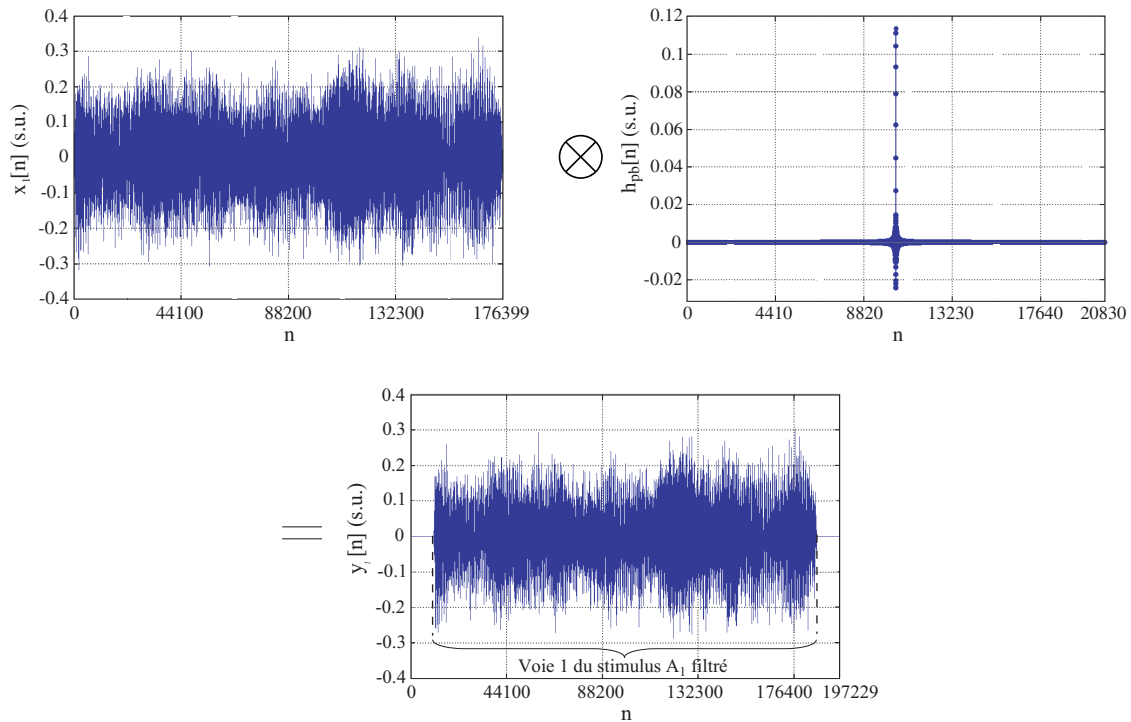 0.4
0.3
0.2
0.1
0
-0.1
-0.2
-0.3
-0.4
x₁[n] (s.u.)
0 44100 88200 132300 176399
n
0.12
0.1
0.08
0.06
0.04
0.02
0
-0.02
h_pb[n] (s.u.)
0 4410 8820 13230 17640 20830
n
0.4
0.3
0.2
0.1
0
-0.1
-0.2
-0.3
-0.4
y₁[n] (s.u.)
Voie 1 du stimulus A₁ filtré
0 44100 88200 132300 176400 197229
n